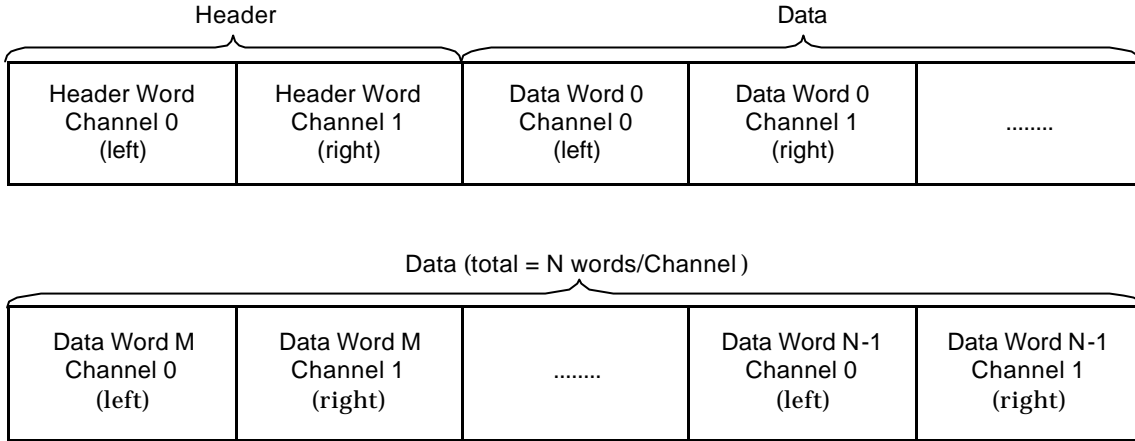 Header
Data
Header Word
Channel 0
(left)
Header Word
Channel 1
(right)
Data Word 0
Channel 0
(left)
Data Word 0
Channel 1
(right)
........
Data (total = N words/Channel)
Data Word M
Channel 0
(left)
Data Word M
Channel 1
(right)
........
Data Word N-1
Channel 0
(left)
Data Word N-1
Channel 1
(right)